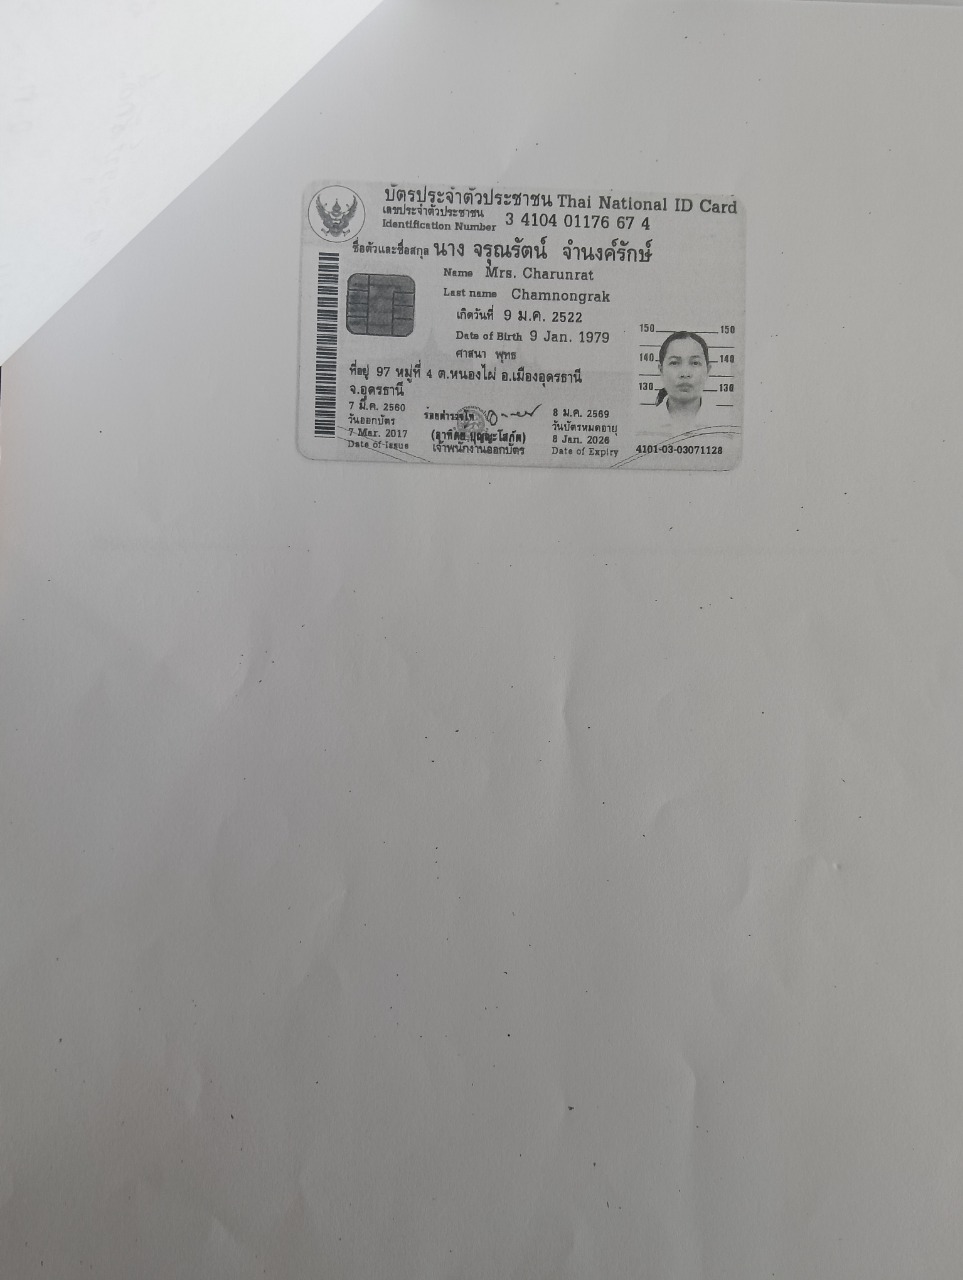 บัตรประจำตัวประชาชน Thai National ID Card
เลขประจำตัวประชาชน
Identification Number 3 4104 01176 67 4
ชื่อตัวและชื่อสกุล นาง จรุณรัตน์ จำนงค์รักษ์
Name Mrs. Charunrat
Last name Chamnongrak
เกิดวันที่ 9 ม.ค. 2522
Date of Birth 9 Jan. 1979
ศาสนา พุทธ
ที่อยู่ 97 หมู่ที่ 4 ต.หนองไผ่ อ.เมืองอุดรธานี
จ.อุดรธานี
7 มี.ค. 2560
วันออกบัตร
7 Mar. 2017
Date of Issue
ร้อยตำรวจโท
เจ้าพนักงานออกบัตร
8 ม.ค. 2569
วันบัตรหมดอายุ
8 Jan. 2026
Date of Expiry
150 150
140 140
130 130
4101-03-03071128